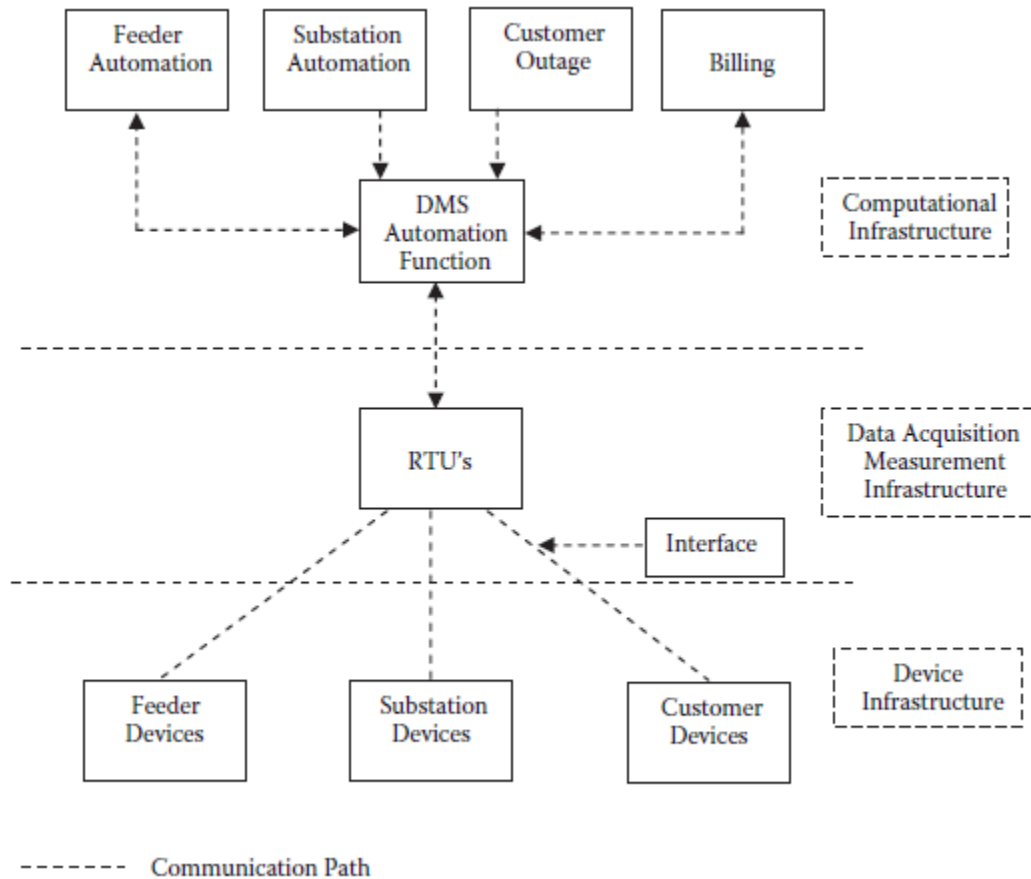 Feeder
Automation
Substation
Automation
Customer
Outage
Billing
DMS
Automation
Function
Computational
Infrastructure
RTU's
Data Acquisition
Measurement
Infrastructure
Interface
Feeder
Devices
Substation
Devices
Customer
Devices
Device
Infrastructure
Communication Path